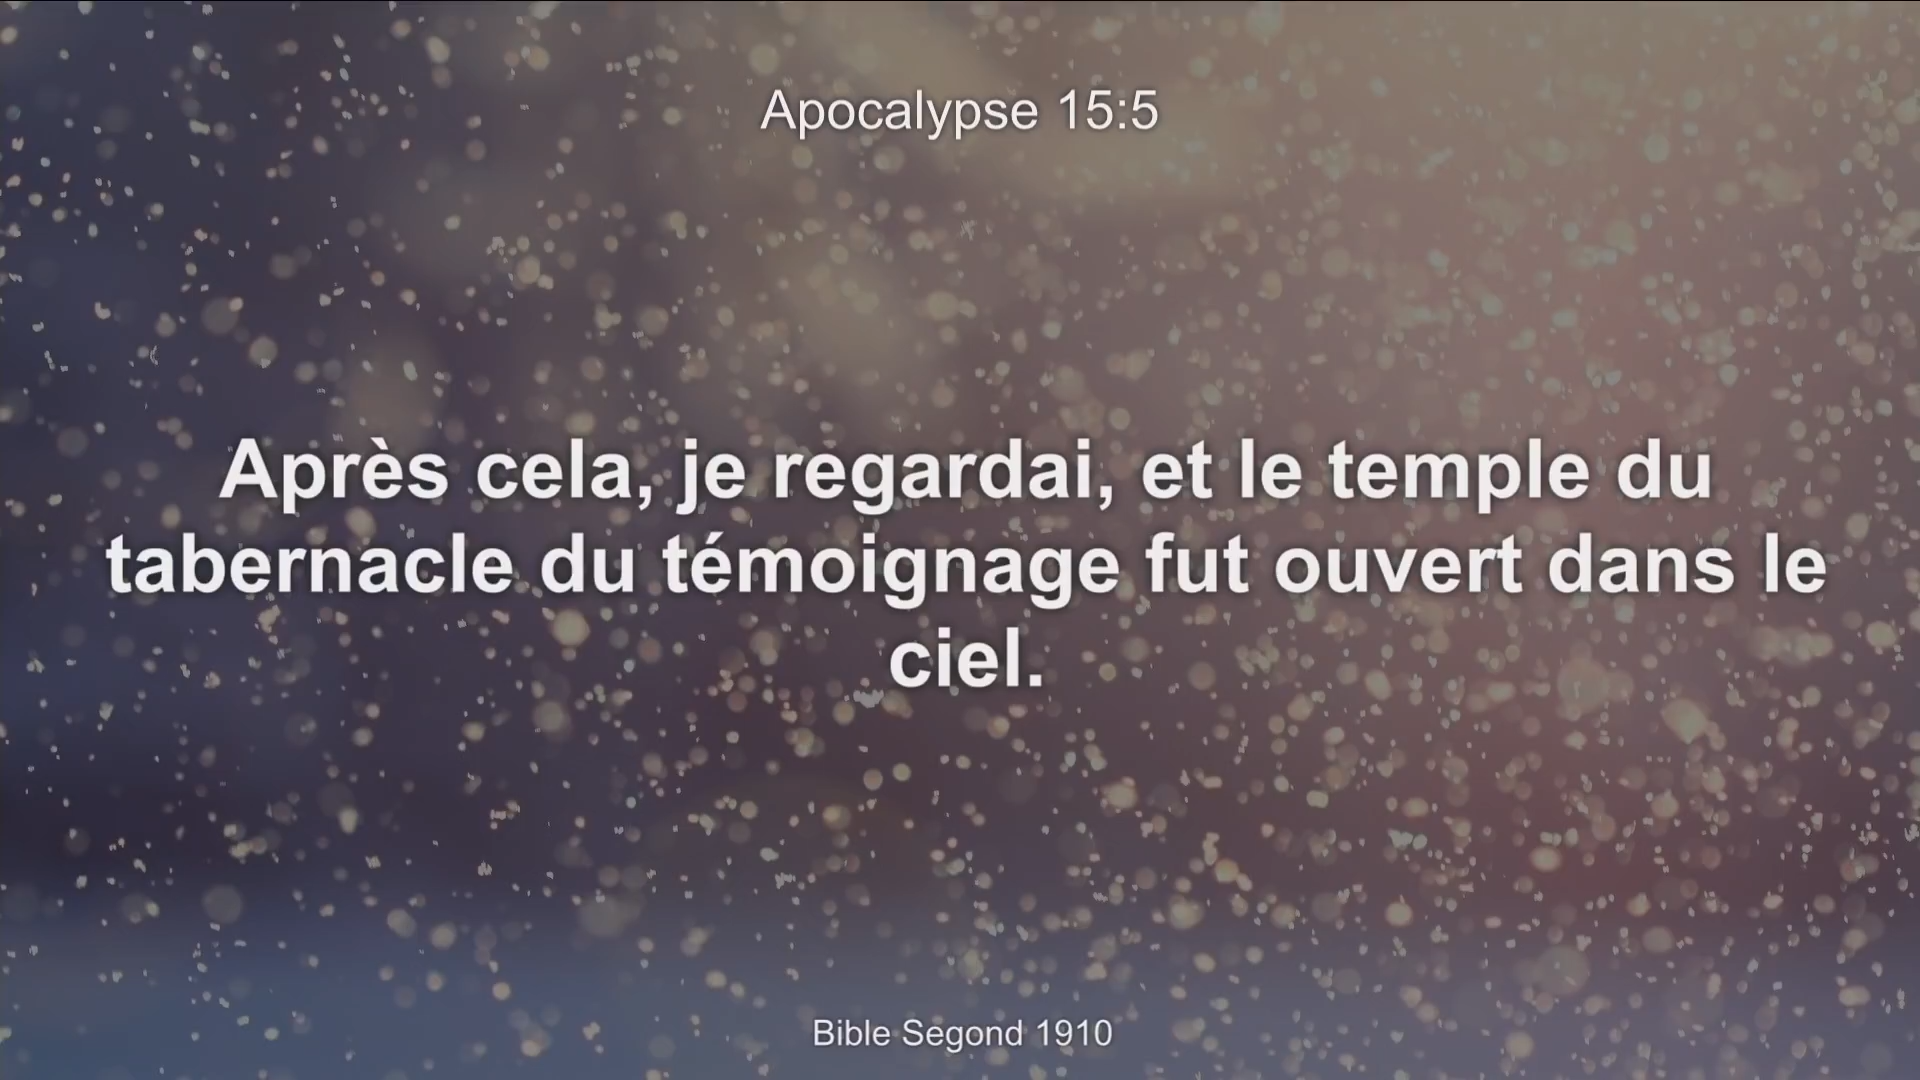 Apocalypse 15:5
Après cela, je regardai, et le temple du
tabernacle du témoignage fut ouvert dans le
ciel.
Bible Segond 1910